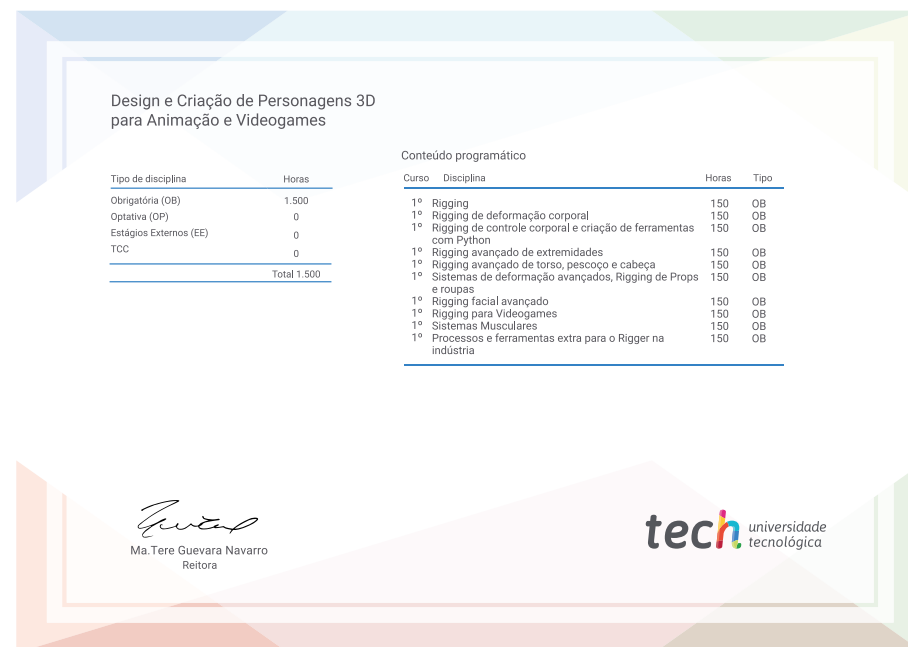 Design e Criação de Personagens 3D
para Animação e Videogames
Tipo de disciplina Horas
Obrigatória (OB) 1.500
Optativa (OP) 0
Estágios Externos (EE) 0
TCC 0
Total 1.500
Conteúdo programático
Curso Disciplina Horas Tipo
1º Rigging 150 OB
1º Rigging de deformação corporal 150 OB
1º Rigging de controle corporal e criação de ferramentas 150 OB
com Python
1º Rigging avançado de extremidades 150 OB
1º Rigging avançado de torso, pescoço e cabeça 150 OB
1º Sistemas de deformação avançados, Rigging de Props 150 OB
e roupas
1º Rigging facial avançado 150 OB
1º Rigging para Videogames 150 OB
1º Sistemas Musculares 150 OB
1º Processos e ferramentas extra para o Rigger na 150 OB
indústria
Ma.Tere Guevara Navarro
Reitora
tech universidade
tecnológica